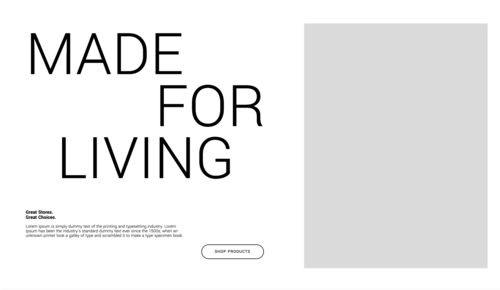 MADE
FOR
LIVING
Great Stores.
Great Choices.
Lorem Ipsum is simply dummy text of the printing and typesetting industry. Lorem
Ipsum has been the industry's standard dummy text ever since the 1500s, when an
unknown printer took a galley of type and scrambled it to make a type specimen book.
SHOP PRODUCTS